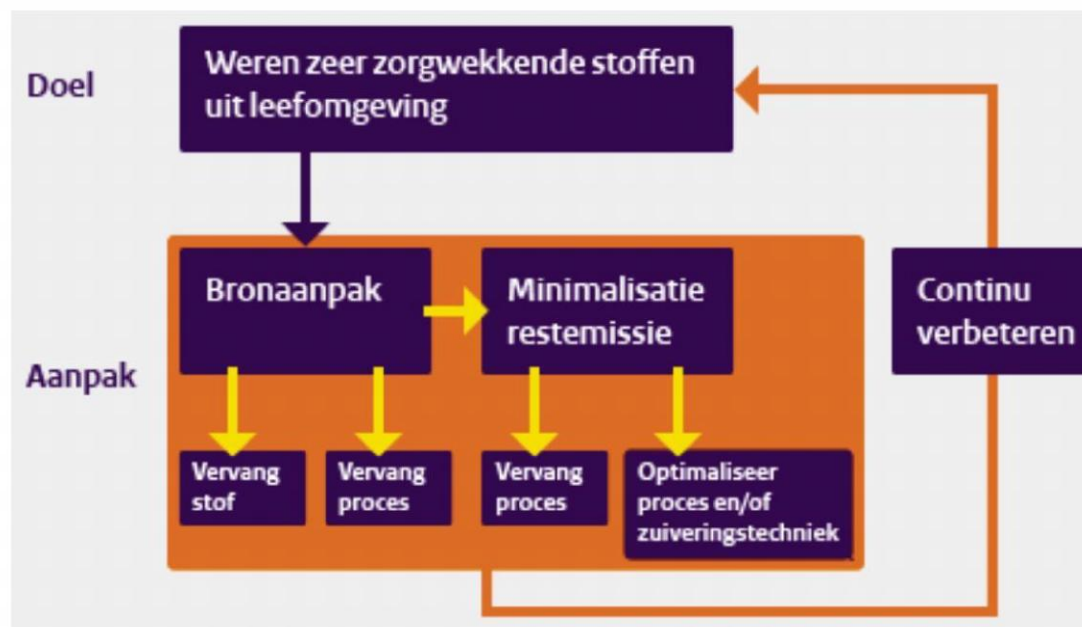 Doel
Weren zeer zorgwekkende stoffen
uit leefomgeving
Aanpak
Bronaanpak
Minimalisatie
restemissie
Continu
verbeteren
Vervang
stof
Vervang
proces
Vervang
proces
Optimaliseer
proces en/of
zuiveringstechniek